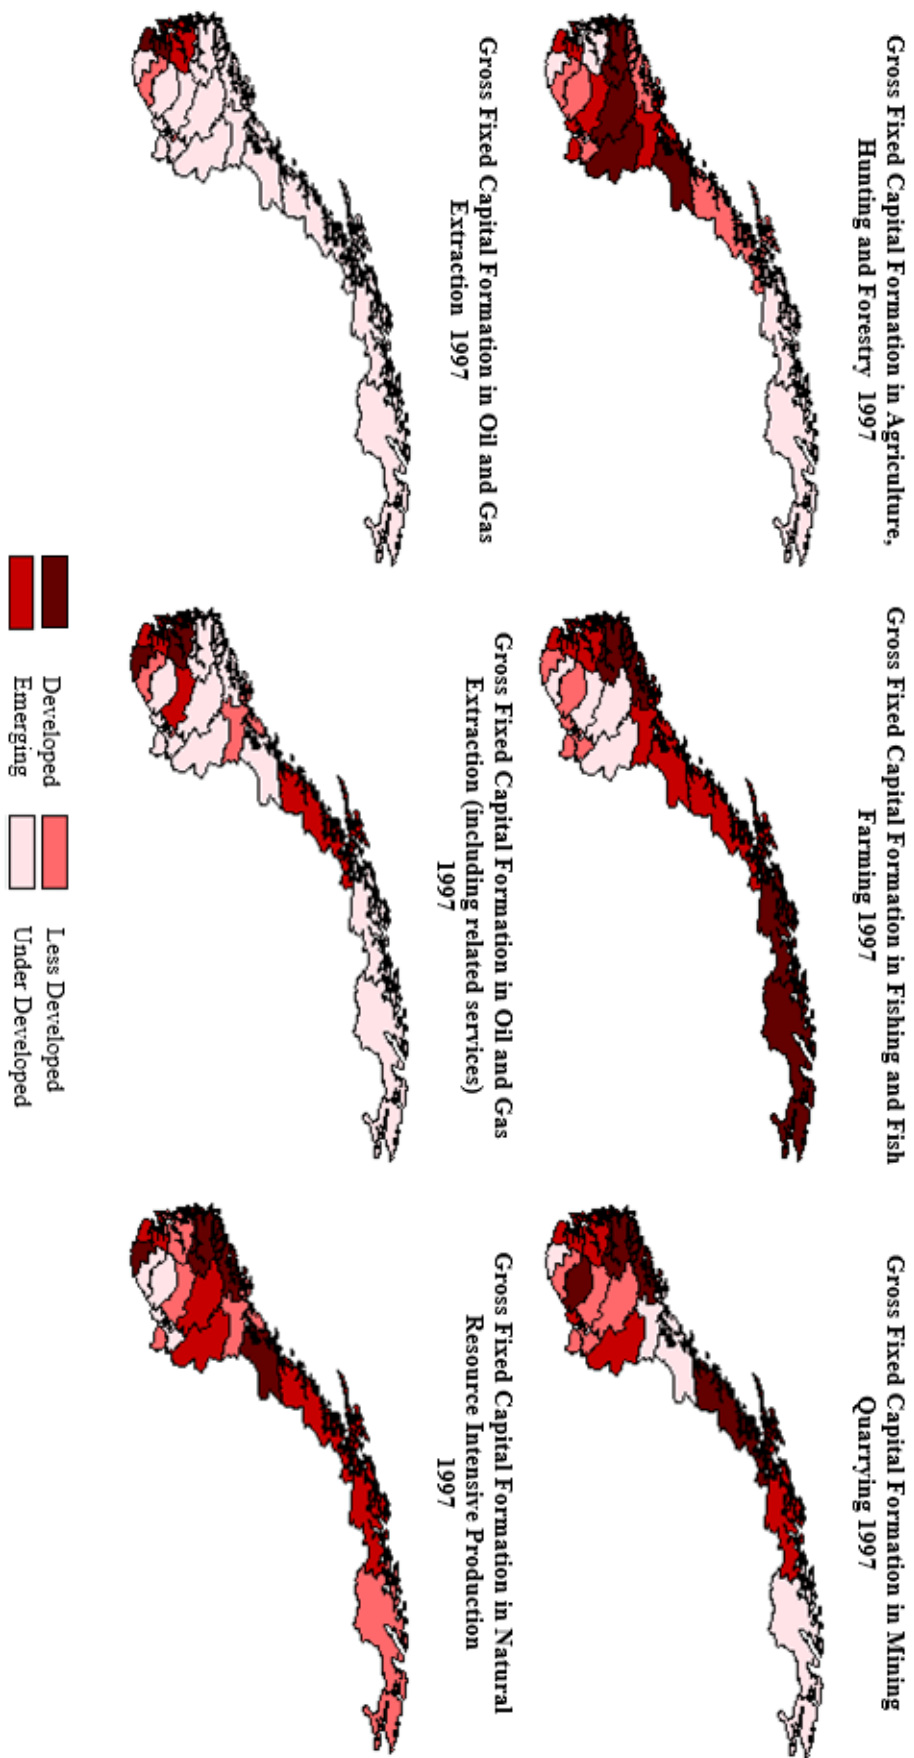 Gross Fixed Capital Formation in Agriculture,
Hunting and Forestry 1997
Gross Fixed Capital Formation in Fishing and Fish
Farming 1997
Gross Fixed Capital Formation in Mining
Quarrying 1997
Gross Fixed Capital Formation in Oil and Gas
Extraction 1997
Gross Fixed Capital Formation in Oil and Gas
Extraction (including related services)
1997
Gross Fixed Capital Formation in Natural
Resource Intensive Production
1997
Developed
Less Developed
Emerging
Under Developed